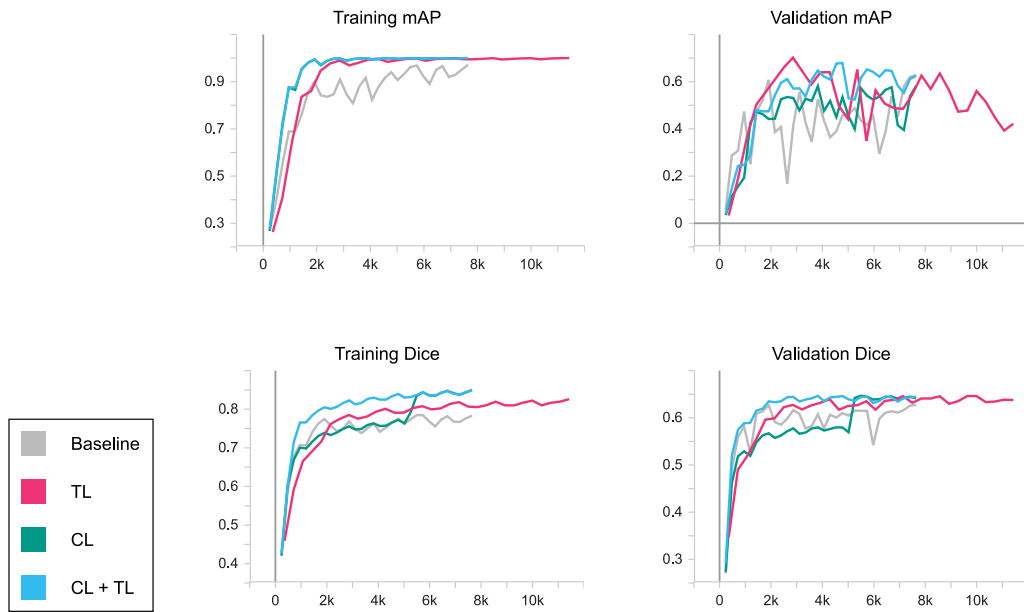 Training mAP
0.9
0.7
0.5
0.3
0 2k 4k 6k 8k 10k
Validation mAP
0.6
0.4
0.2
0
0 2k 4k 6k 8k 10k
Training Dice
0.8
0.7
0.6
0.5
0.4
0 2k 4k 6k 8k 10k
Validation Dice
0.6
0.5
0.4
0.3
0 2k 4k 6k 8k 10k
Baseline
TL
CL
CL + TL